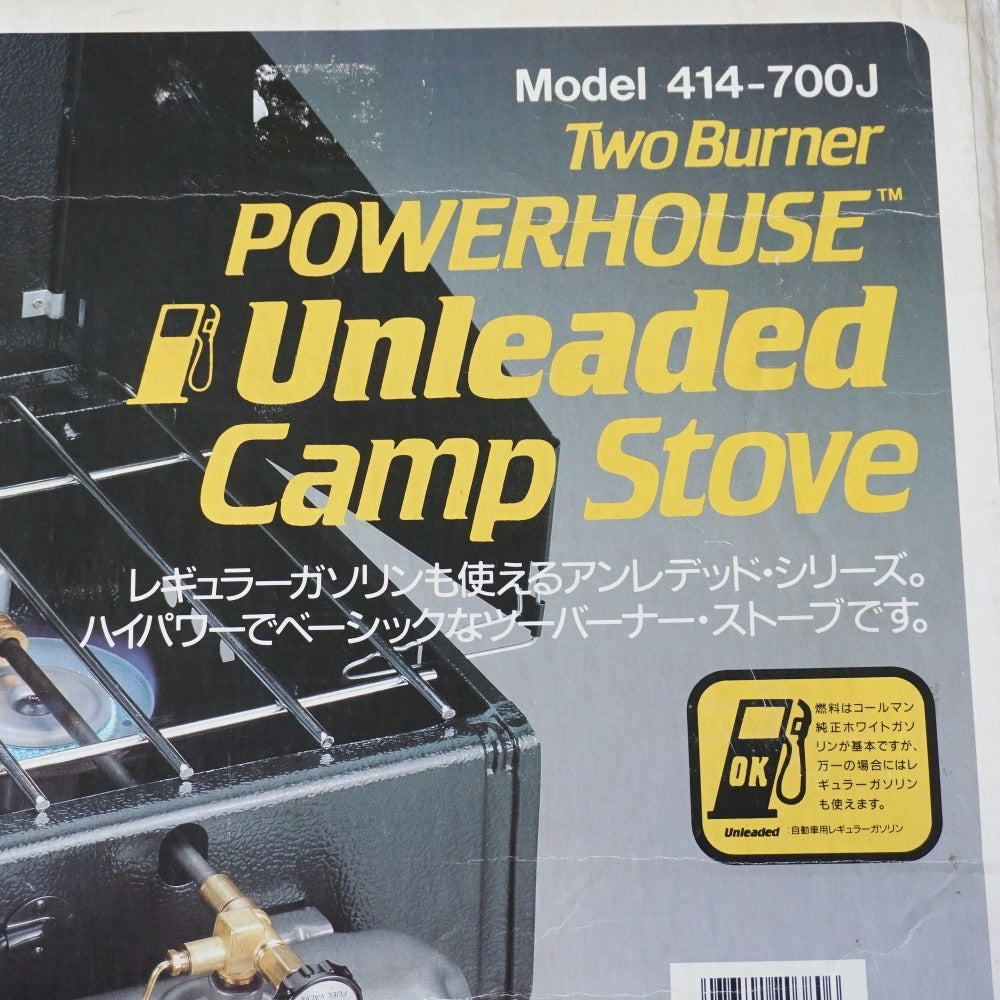 Model 414-700J
Two Burner
POWERHOUSE™
Unleaded
Camp Stove
レギュラーガソリンも使えるアンレデッド・シリーズ。
ハイパワーでベーシックなツーバーナー・ストーブです。
燃料はコールマン
純正ホワイトガソ
リンが基本ですが、
万一の場合にはレ
ギュラーガソリン
も使えます。
OK
Unleaded :自動車用レギュラーガソリン
FUEL VALVE